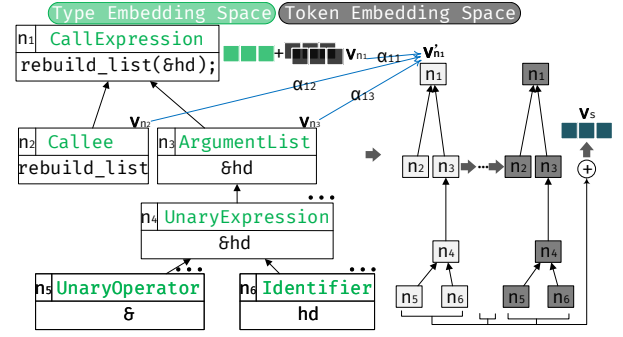 Type Embedding Space
Token Embedding Space
n1 CallExpression
rebuild_list(&hd);
+
Vn1
α11
V'n1
α12
α13
Vn2
Vn3
n2 Callee
rebuild_list
n3 ArgumentList
&hd
...
n4 UnaryExpression
&hd
...
n5 UnaryOperator
&
...
n6 Identifier
hd
n1
n2
n3
n4
n5
n6
...
n1
n2
n3
n4
n5
n6
Vs
+